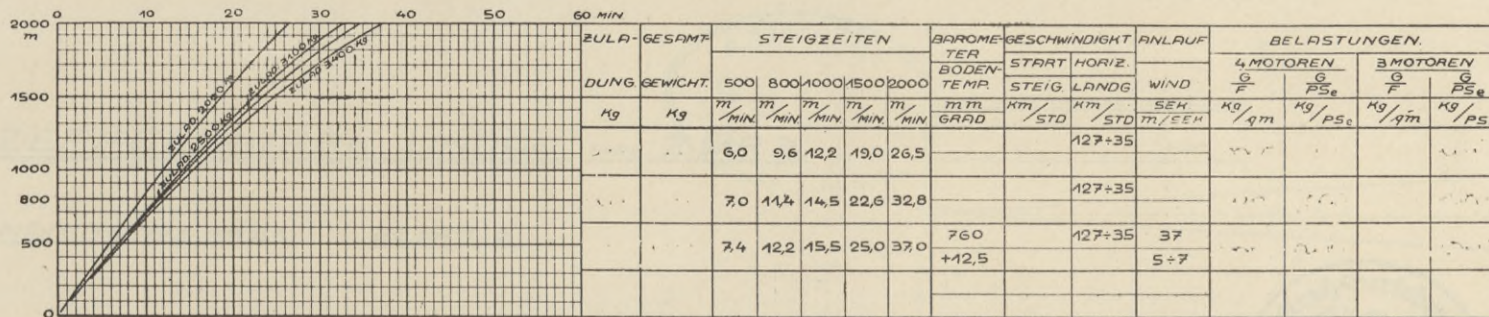 0 10 20 30 40 60 MIN
2000
m
1500
1000
800
500
0
ZULAD. 2000
ZULAD. 2500 Kg
ZULAD. 3100 Kg
ZULAD. 3400 Kg
ZULA- GESAMT- STEIGZEITEN BAROME- GESCHWINDIGKT ANLAUF BELASTUNGEN.
TER START HORIZ. 4 MOTOREN 3 MOTOREN
DUNG GEWICHT. 500 800 1000 1500 2000 BODEN- TEMP. STEIG. LANDG WIND G/F G/PSe G/F G/PSe
Kg Kg m/MIN m/MIN m/MIN m/MIN m/MIN mm Km/STD Km/STD SEK Kg/qm Kg/PSe Kg/qm Kg/PS
GRAD m/SEK
127÷35
6,0 9,6 12,2 19,0 26,5
127÷35
7,0 11,4 14,5 22,6 32,8
760 127÷35 37
7,4 12,2 15,5 25,0 37,0
+12,5 5÷7